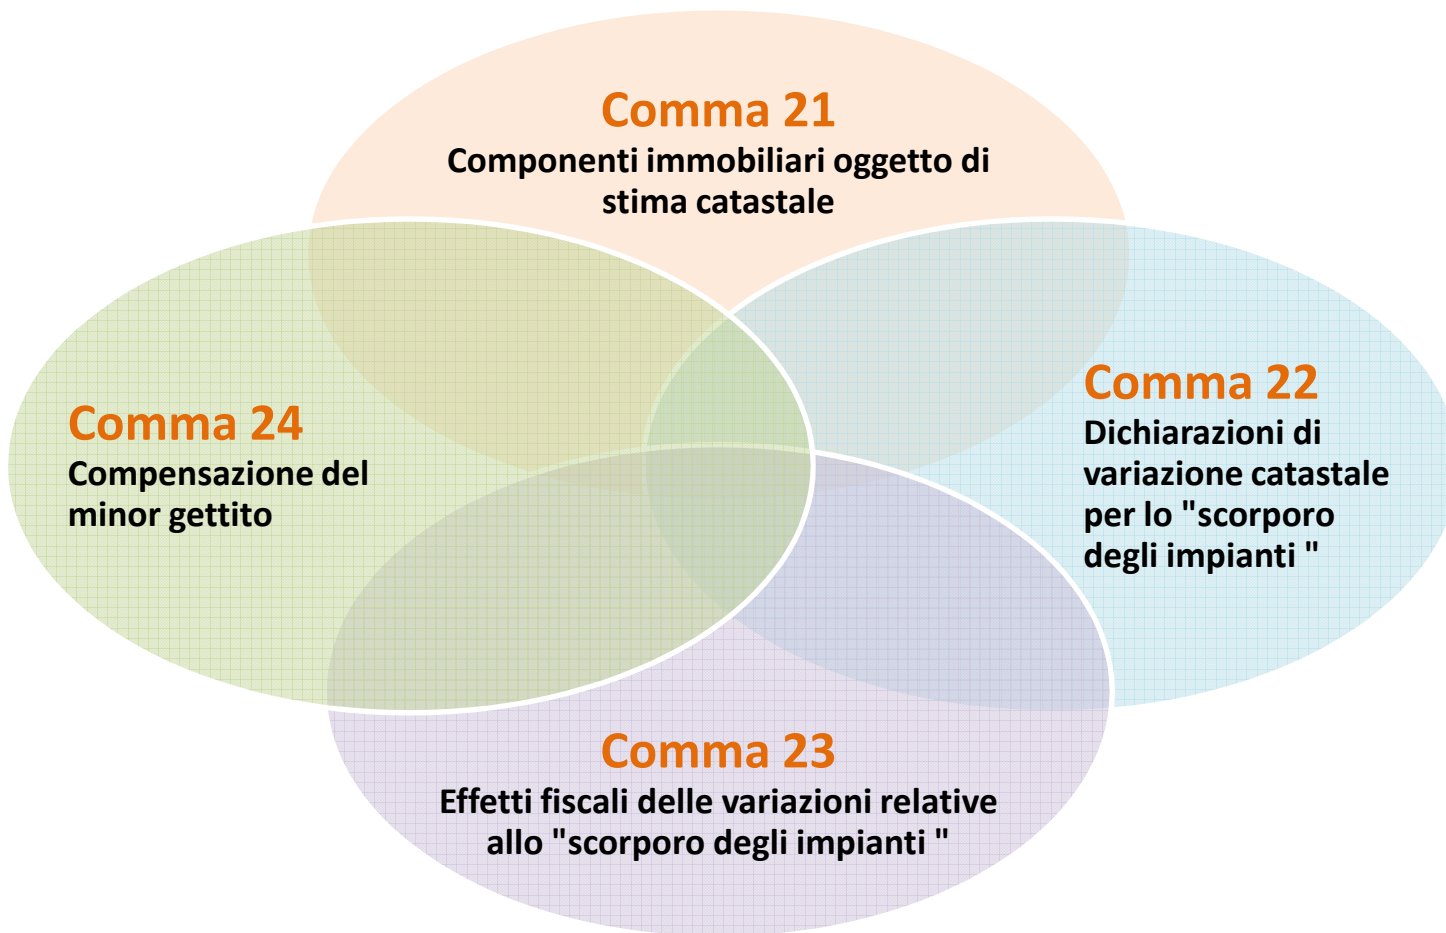 Comma 21
Componenti immobiliari oggetto di
stima catastale
Comma 22
Dichiarazioni di
variazione catastale
per lo "scorporo
degli impianti "
Comma 24
Compensazione del
minor gettito
Comma 23
Effetti fiscali delle variazioni relative
allo "scorporo degli impianti "